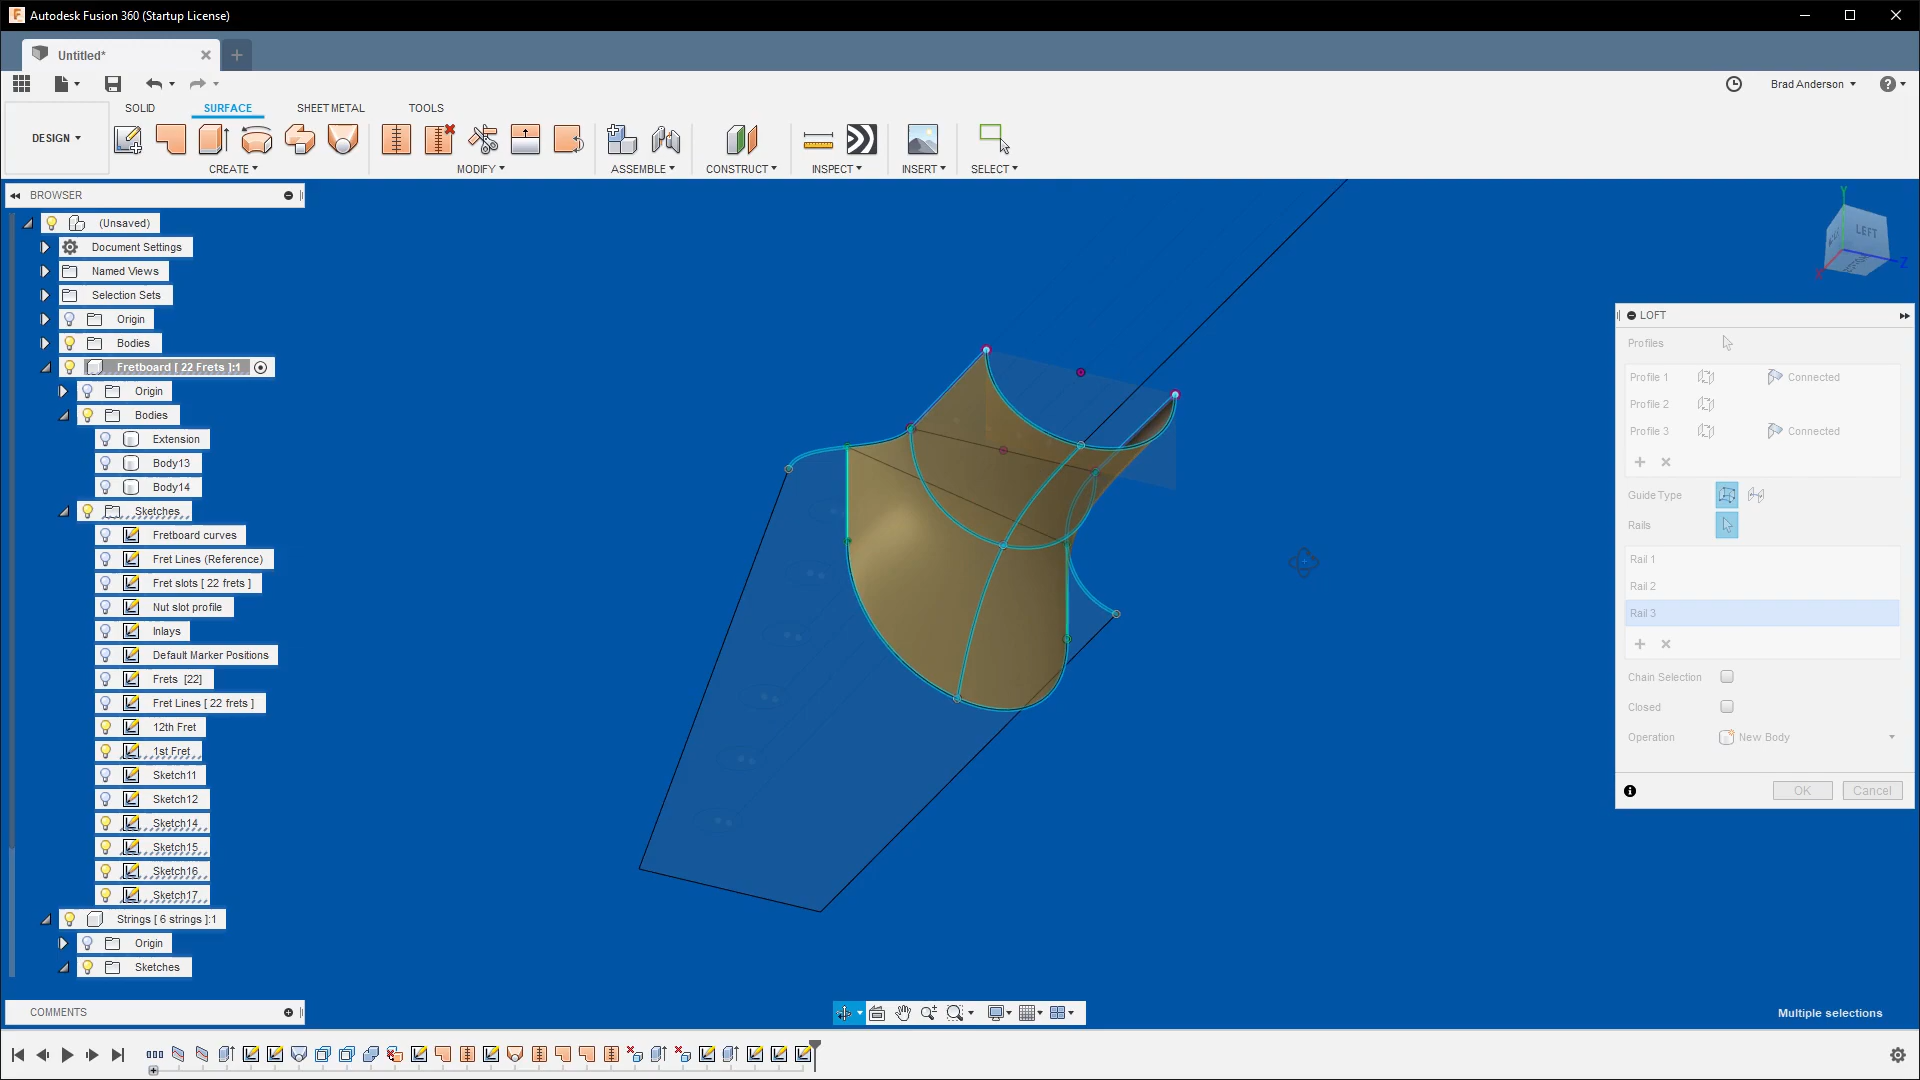 Autodesk Fusion 360 (Startup License)
Untitled*
Brad Anderson
SOLID
SURFACE
SHEET METAL
TOOLS
DESIGN
CREATE
MODIFY
ASSEMBLE
CONSTRUCT
INSPECT
INSERT
SELECT
BROWSER
(Unsaved)
Document Settings
Named Views
Selection Sets
Origin
Bodies
Fretboard [ 22 Frets ]:1
Origin
Bodies
Extension
Body13
Body14
Sketches
Fretboard curves
Fret Lines (Reference)
Fret slots [ 22 frets ]
Nut slot profile
Inlays
Default Marker Positions
Frets [22]
Fret Lines [ 22 frets ]
12th Fret
1st Fret
Sketch11
Sketch12
Sketch14
Sketch15
Sketch16
Sketch17
Strings [ 6 strings ]:1
Origin
Sketches
COMMENTS
Y
LEFT
Z
LOFT
Profiles
Profile 1 Connected
Profile 2
Profile 3 Connected
Guide Type
Rails
Rail 1
Rail 2
Rail 3
Chain Selection
Closed
Operation New Body
OK Cancel
Multiple selections